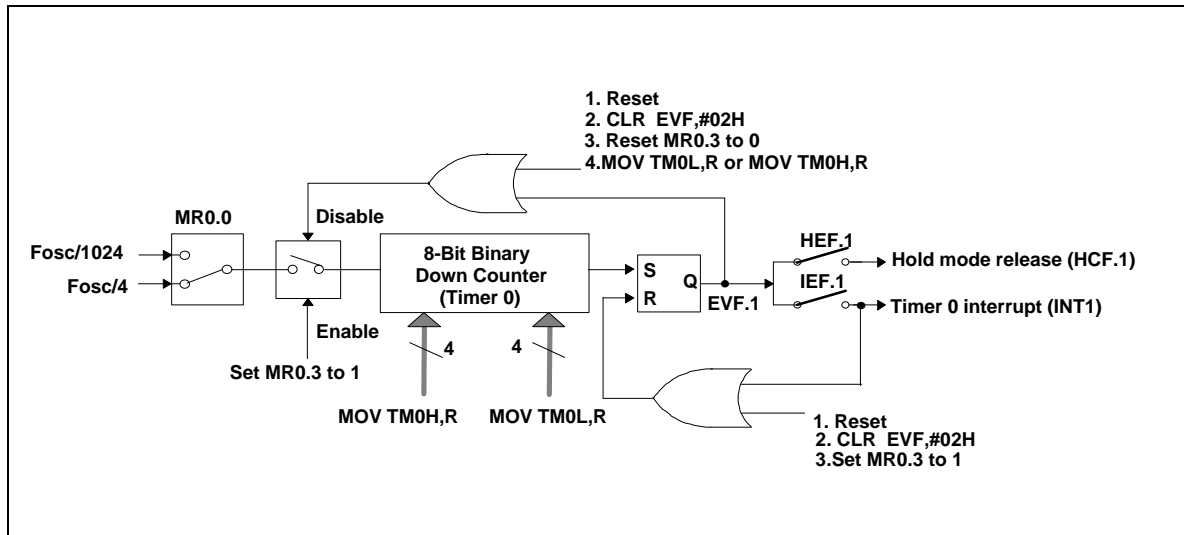 1. Reset
2. CLR EVF,#02H
3. Reset MR0.3 to 0
4.MOV TM0L,R or MOV TM0H,R
MR0.0
Disable
Fosc/1024
Fosc/4
8-Bit Binary
Down Counter
(Timer 0)
S
R
Q
EVF.1
HEF.1
Hold mode release (HCF.1)
IEF.1
Timer 0 interrupt (INT1)
Enable
4
4
Set MR0.3 to 1
MOV TM0H,R
MOV TM0L,R
1. Reset
2. CLR EVF,#02H
3.Set MR0.3 to 1